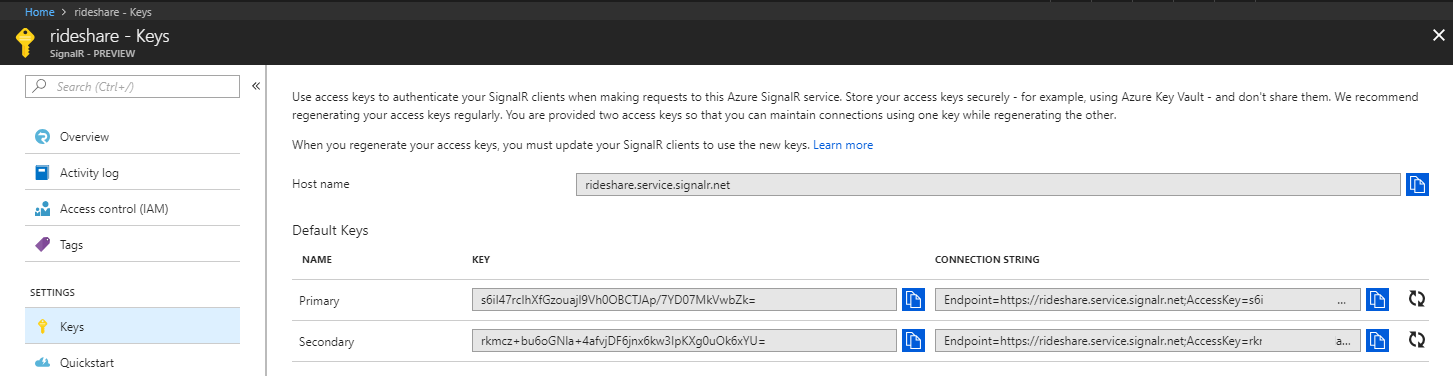 Home > rideshare - Keys
rideshare - Keys
SignalR - PREVIEW
Search (Ctrl+/)
Overview
Activity log
Access control (IAM)
Tags
SETTINGS
Keys
Quickstart
Use access keys to authenticate your SignalR clients when making requests to this Azure SignalR service. Store your access keys securely - for example, using Azure Key Vault - and don't share them. We recommend
regenerating your access keys regularly. You are provided two access keys so that you can maintain connections using one key while regenerating the other.
When you regenerate your access keys, you must update your SignalR clients to use the new keys. Learn more
Host name rideshare.service.signalr.net
Default Keys
NAME KEY CONNECTION STRING
Primary s6iI47rcIhXfGzouajI9Vh0OBCTJAp/7YD07MkVwbZk= Endpoint=https://rideshare.service.signalr.net;AccessKey=s6i ...
Secondary rkmcz+bu6oGNIa+4afvjDF6jnx6kw3IpKXg0uOk6xYU= Endpoint=https://rideshare.service.signalr.net;AccessKey=rkr a...